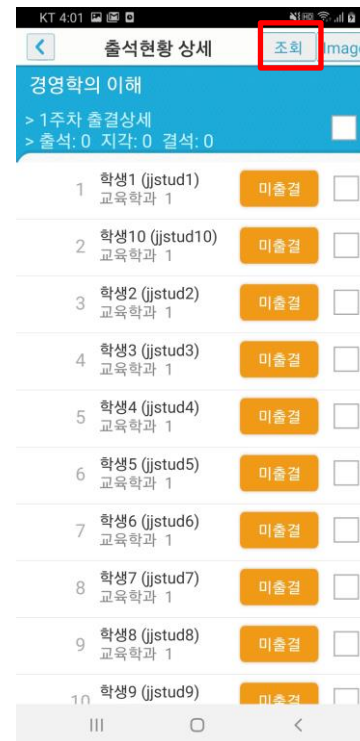 KT 4:01
출석현황 상세
조회
Image
경영학의 이해
> 1주차 출결상세
> 출석: 0 지각: 0 결석: 0
1 학생1 (jjstud1) 미출결
교육학과 1
2 학생10 (jjstud10) 미출결
교육학과 1
3 학생2 (jjstud2) 미출결
교육학과 1
4 학생3 (jjstud3) 미출결
교육학과 1
5 학생4 (jjstud4) 미출결
교육학과 1
6 학생5 (jjstud5) 미출결
교육학과 1
7 학생6 (jjstud6) 미출결
교육학과 1
8 학생7 (jjstud7) 미출결
교육학과 1
9 학생8 (jjstud8) 미출결
교육학과 1
10 학생9 (jjstud9) 미출결